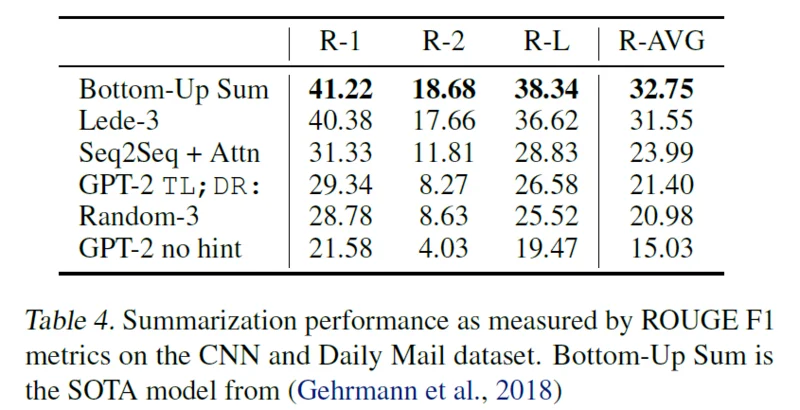 R-1 R-2 R-L R-AVG
Bottom-Up Sum 41.22 18.68 38.34 32.75
Lede-3 40.38 17.66 36.62 31.55
Seq2Seq + Attn 31.33 11.81 28.83 23.99
GPT-2 TL;DR: 29.34 8.27 26.58 21.40
Random-3 28.78 8.63 25.52 20.98
GPT-2 no hint 21.58 4.03 19.47 15.03
Table 4. Summarization performance as measured by ROUGE F1
metrics on the CNN and Daily Mail dataset. Bottom-Up Sum is
the SOTA model from (Gehrmann et al., 2018)